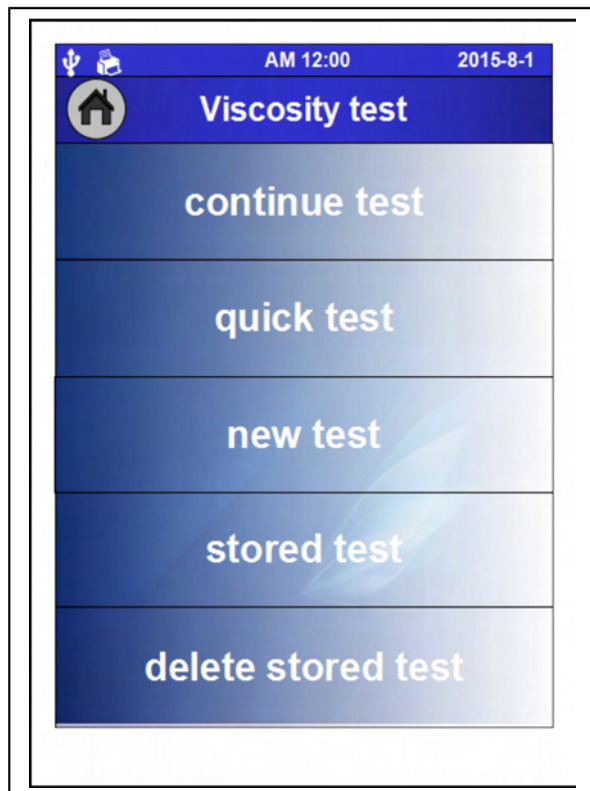 AM 12:00 2015-8-1
Viscosity test
continue test
quick test
new test
stored test
delete stored test